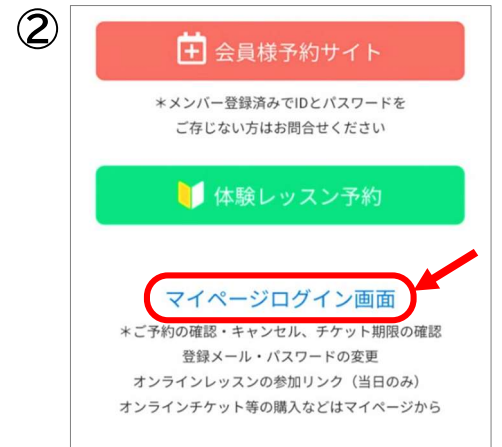 ②
会員様予約サイト
＊メンバー登録済みでIDとパスワードを
ご存じない方はお問合せください
体験レッスン予約
マイページログイン画面
＊ご予約の確認・キャンセル、チケット期限の確認
登録メール・パスワードの変更
オンラインレッスンの参加リンク（当日のみ）
オンラインチケット等の購入などはマイページから